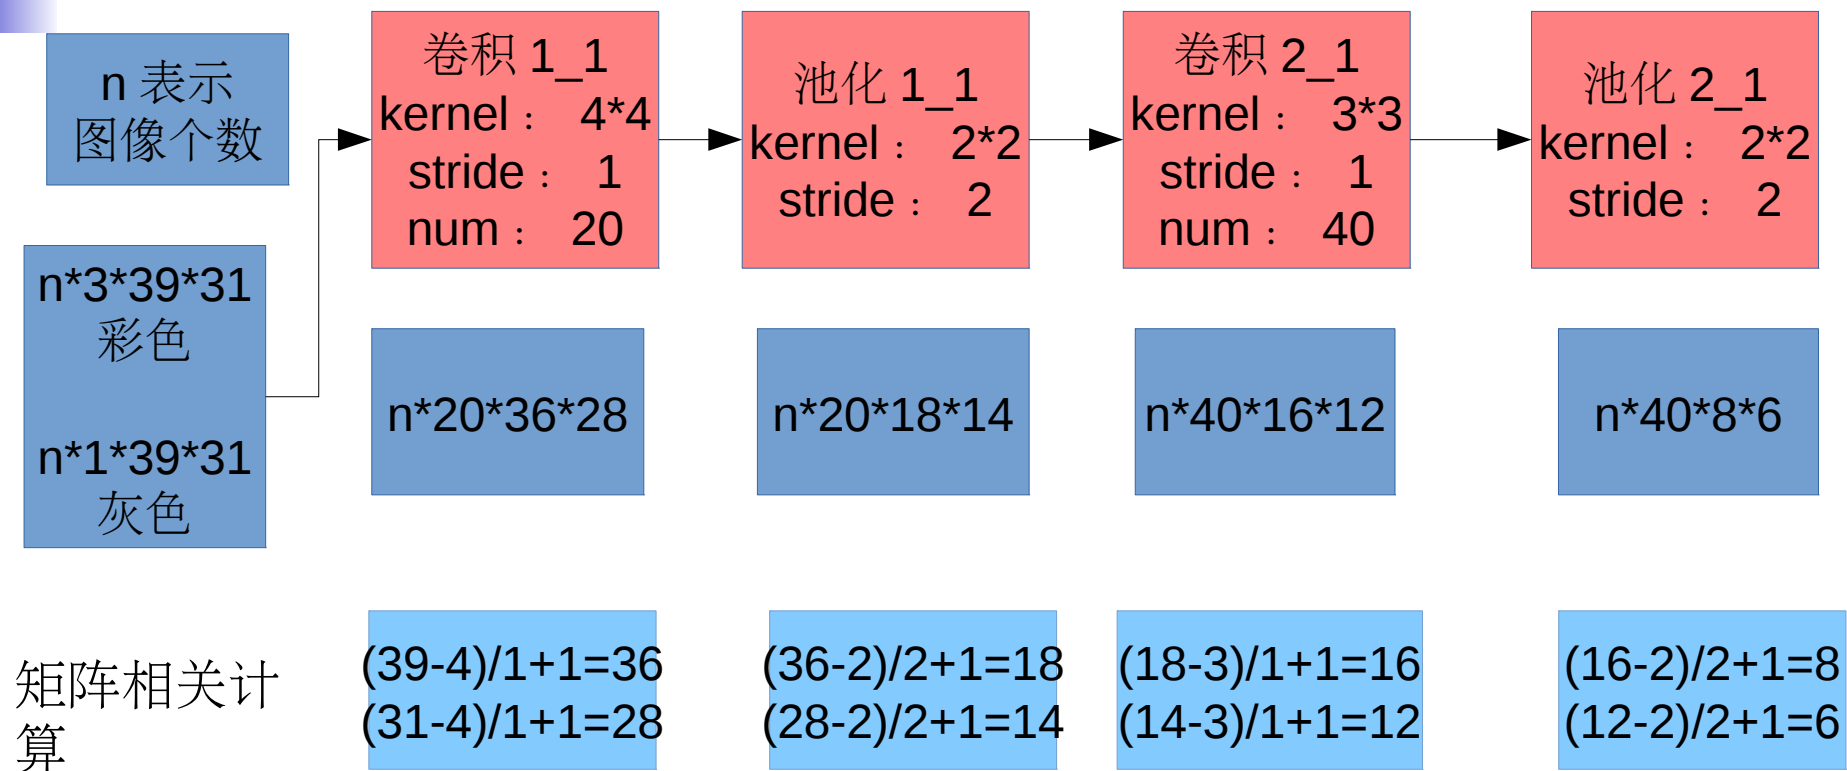 n 表示
图像个数
n*3*39*31
彩色
n*1*39*31
灰色
卷积 1_1
kernel： 4*4
stride： 1
num： 20
池化 1_1
kernel： 2*2
stride： 2
卷积 2_1
kernel： 3*3
stride： 1
num： 40
池化 2_1
kernel： 2*2
stride： 2
n*20*36*28
n*20*18*14
n*40*16*12
n*40*8*6
矩阵相关计
算
(39-4)/1+1=36
(31-4)/1+1=28
(36-2)/2+1=18
(28-2)/2+1=14
(18-3)/1+1=16
(14-3)/1+1=12
(16-2)/2+1=8
(12-2)/2+1=6